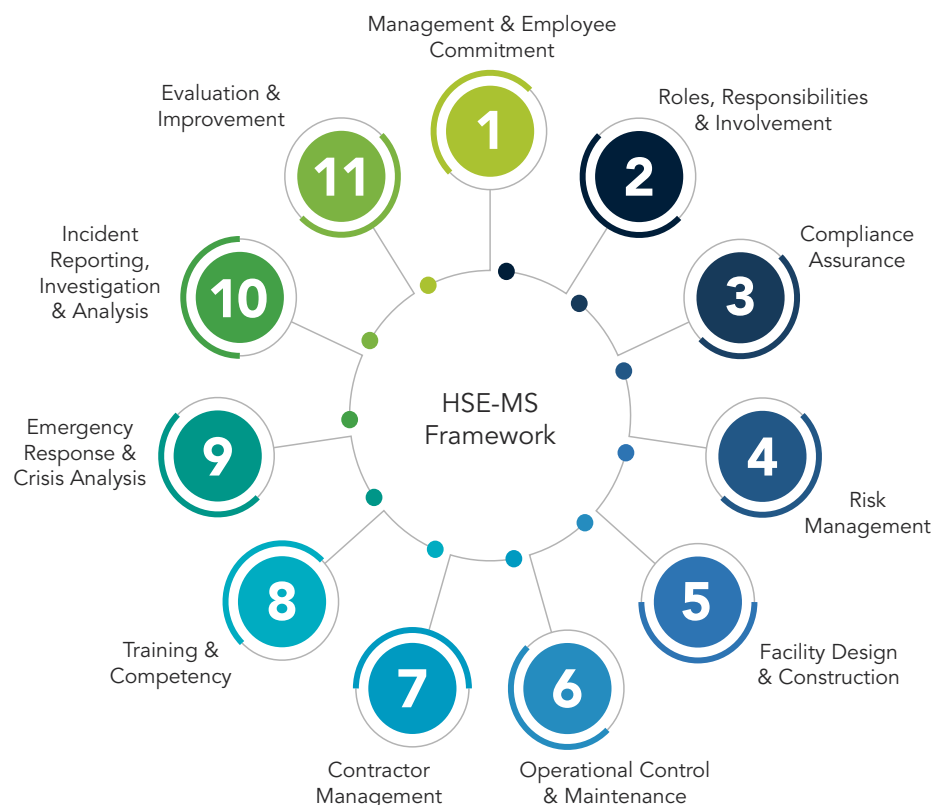 Management & Employee
Commitment
1
Roles, Responsibilities
& Involvement
2
Compliance
Assurance
3
Risk
Management
4
Facility Design
& Construction
5
Operational Control
& Maintenance
6
Contractor
Management
7
Training &
Competency
8
Emergency
Response &
Crisis Analysis
9
Incident
Reporting,
Investigation
& Analysis
10
Evaluation &
Improvement
11
HSE-MS
Framework